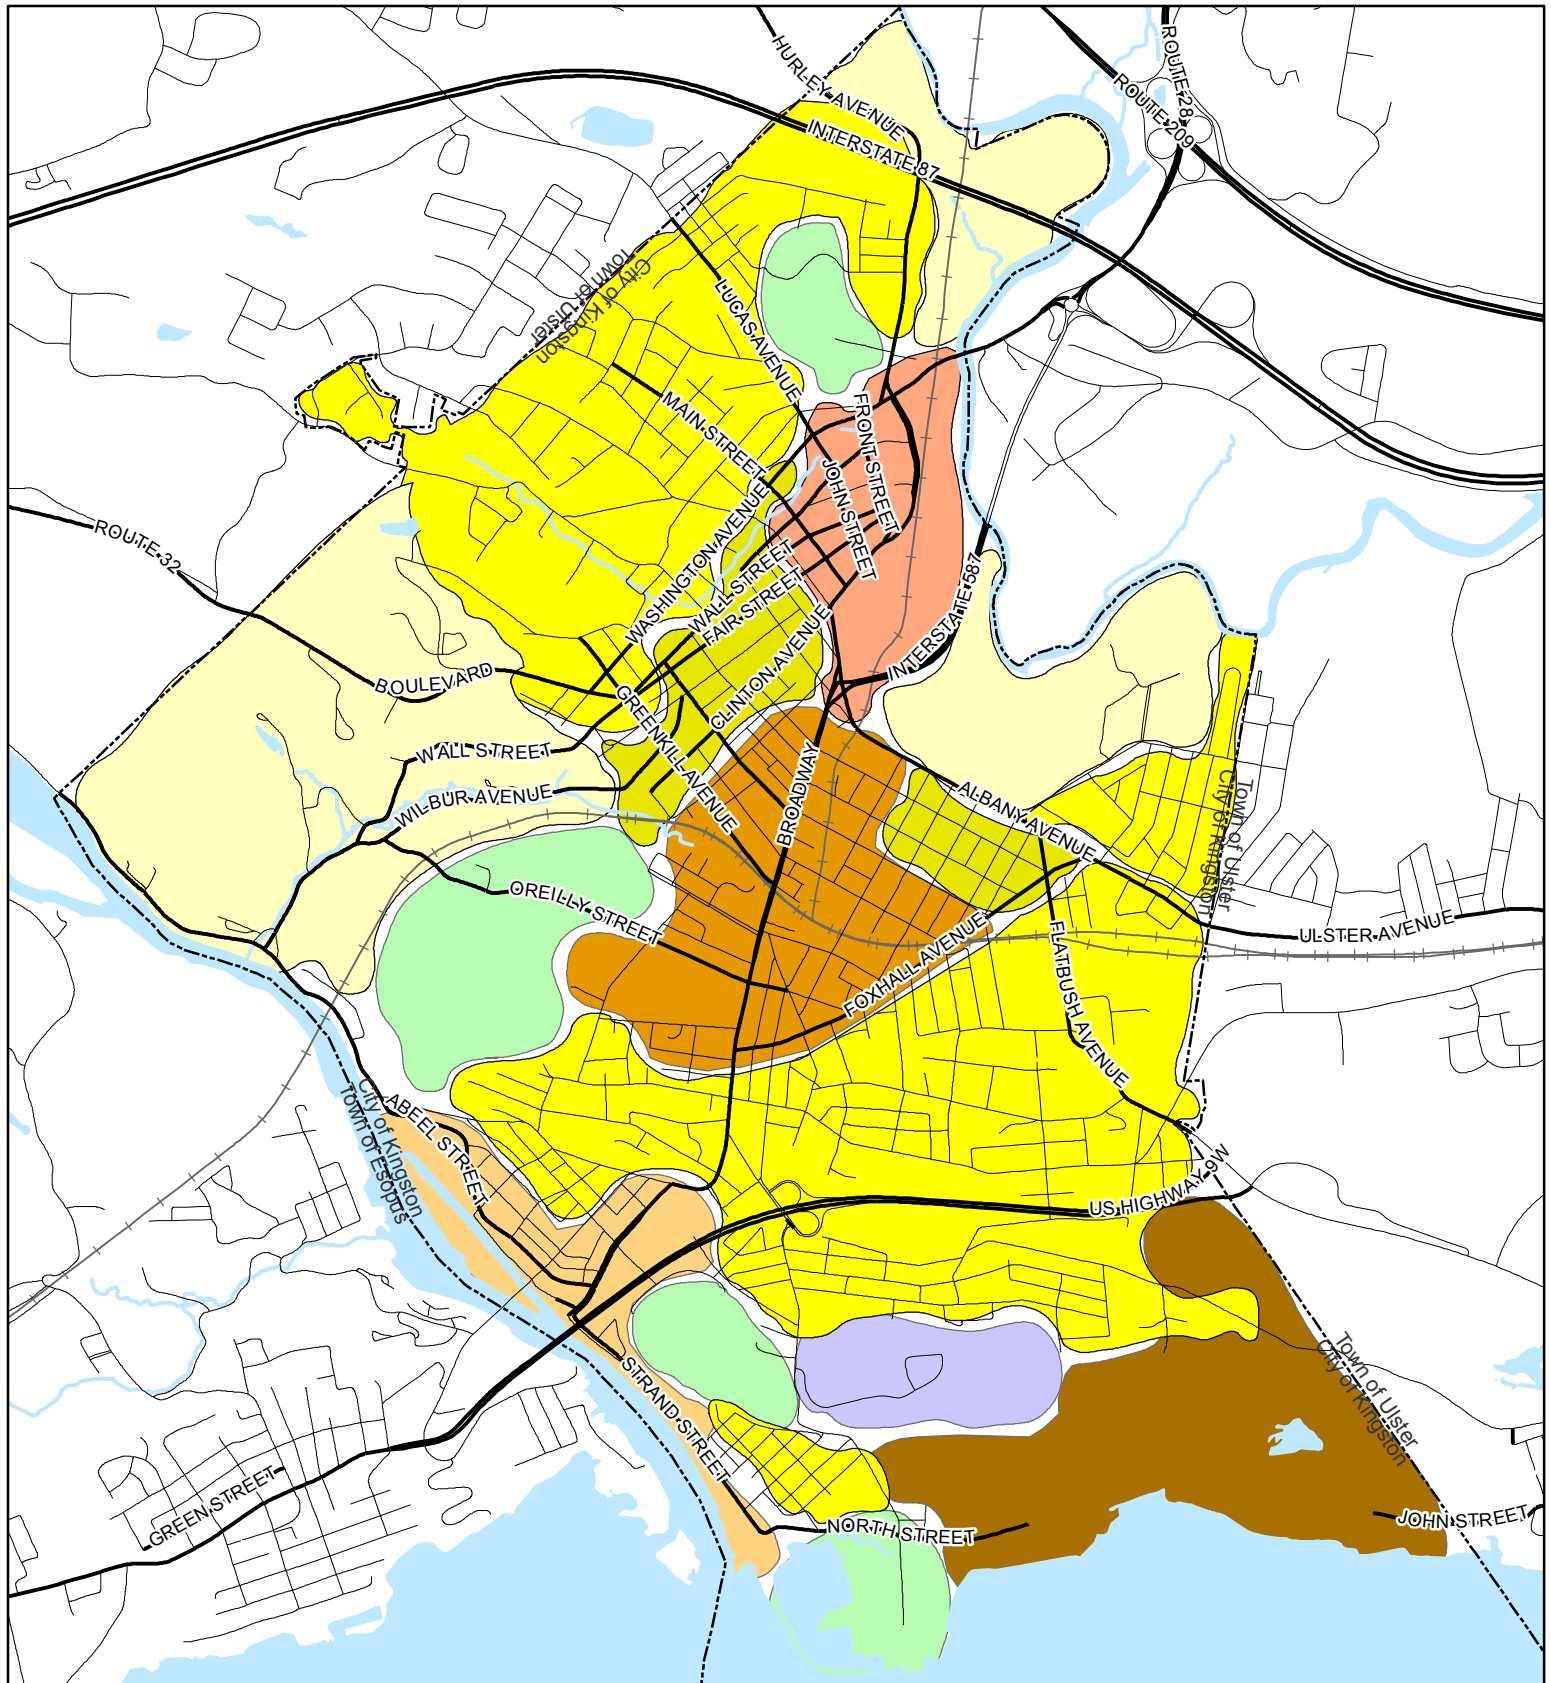 HURLEY AVENUE
ROUTE 28
ROUTE 209
INTERSTATE 87
City of Kingston
Town of Ulster
LUCAS AVENUE
MAIN STREET
FRONT STREET
JOHN STREET
WASHINGTON AVENUE
WALL STREET
FAIR STREET
ROUTE 32
INTERSTATE 587
CLINTON AVENUE
BOULEVARD
GREENKILL AVENUE
WALL STREET
WILBUR AVENUE
BROADWAY
ALBANY AVENUE
Town of Ulster
City of Kingston
OREILLY STREET
FOXHALL AVENUE
FLATBUSH AVENUE
ULSTER AVENUE
City of Kingston
Town of Esopus
ABEEL STREET
US HIGHWAY 9W
STRAND STREET
Town of Ulster
City of Kingston
GREEN STREET
NORTH STREET
JOHN STREET